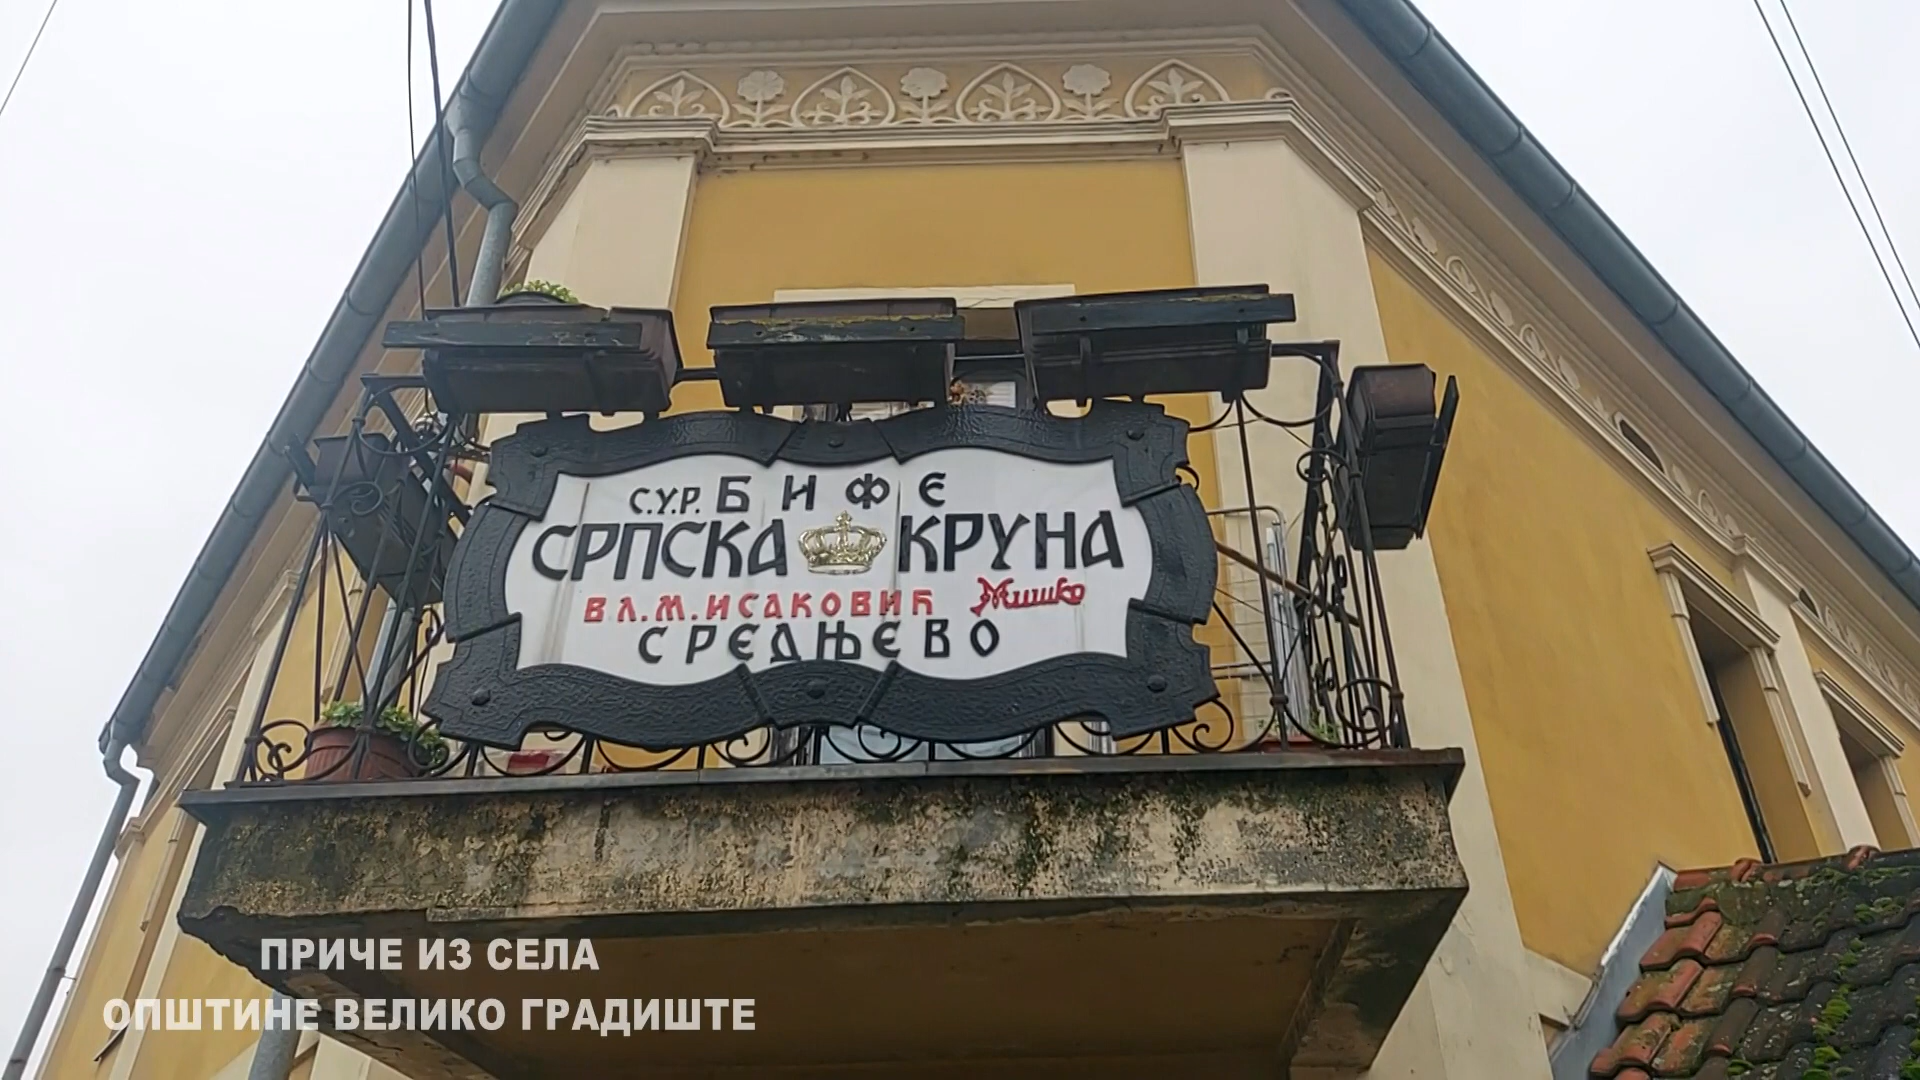 С.У.Р. БИФЕ
СРПСКА КРУНА
ВЛ.М.ИСАКОВИЋ Мишко
СРЕДЊЕВО
ПРИЧЕ ИЗ СЕЛА
ОПШТИНЕ ВЕЛИКО ГРАДИШТЕ